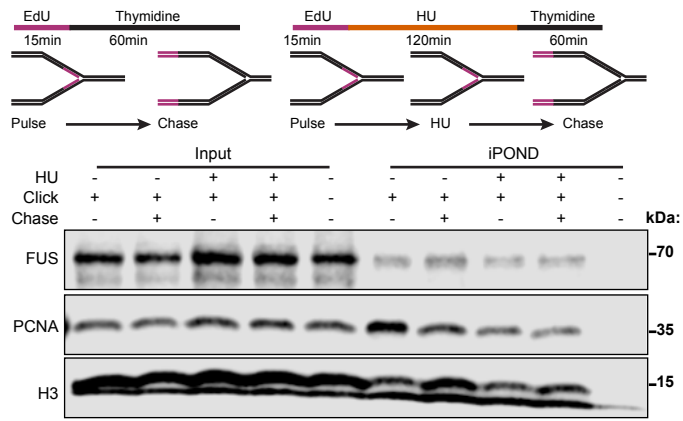 EdU Thymidine EdU HU Thymidine
15min 60min 15min 120min 60min
Pulse Chase Pulse HU Chase
Input iPOND
HU - - + + - - - + + -
Click + + + + - + + + + -
Chase - + - + - - + - + - kDa:
FUS -70
PCNA -35
H3 -15